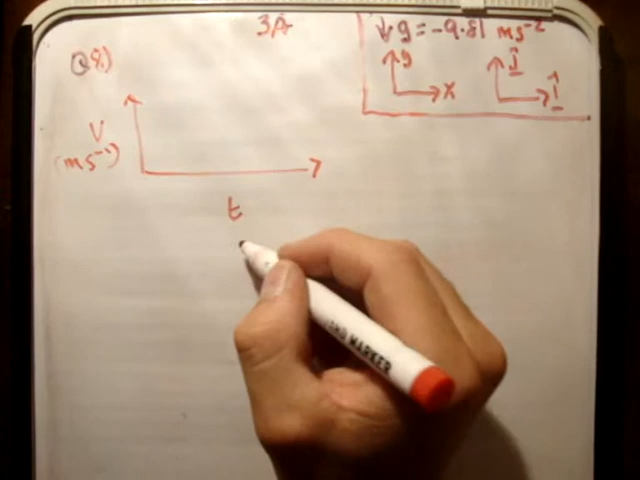 3A
↓g = -9.81 ms⁻²
Q8)
y
x
ĵ
î
V
(ms⁻¹)
t
MARKER